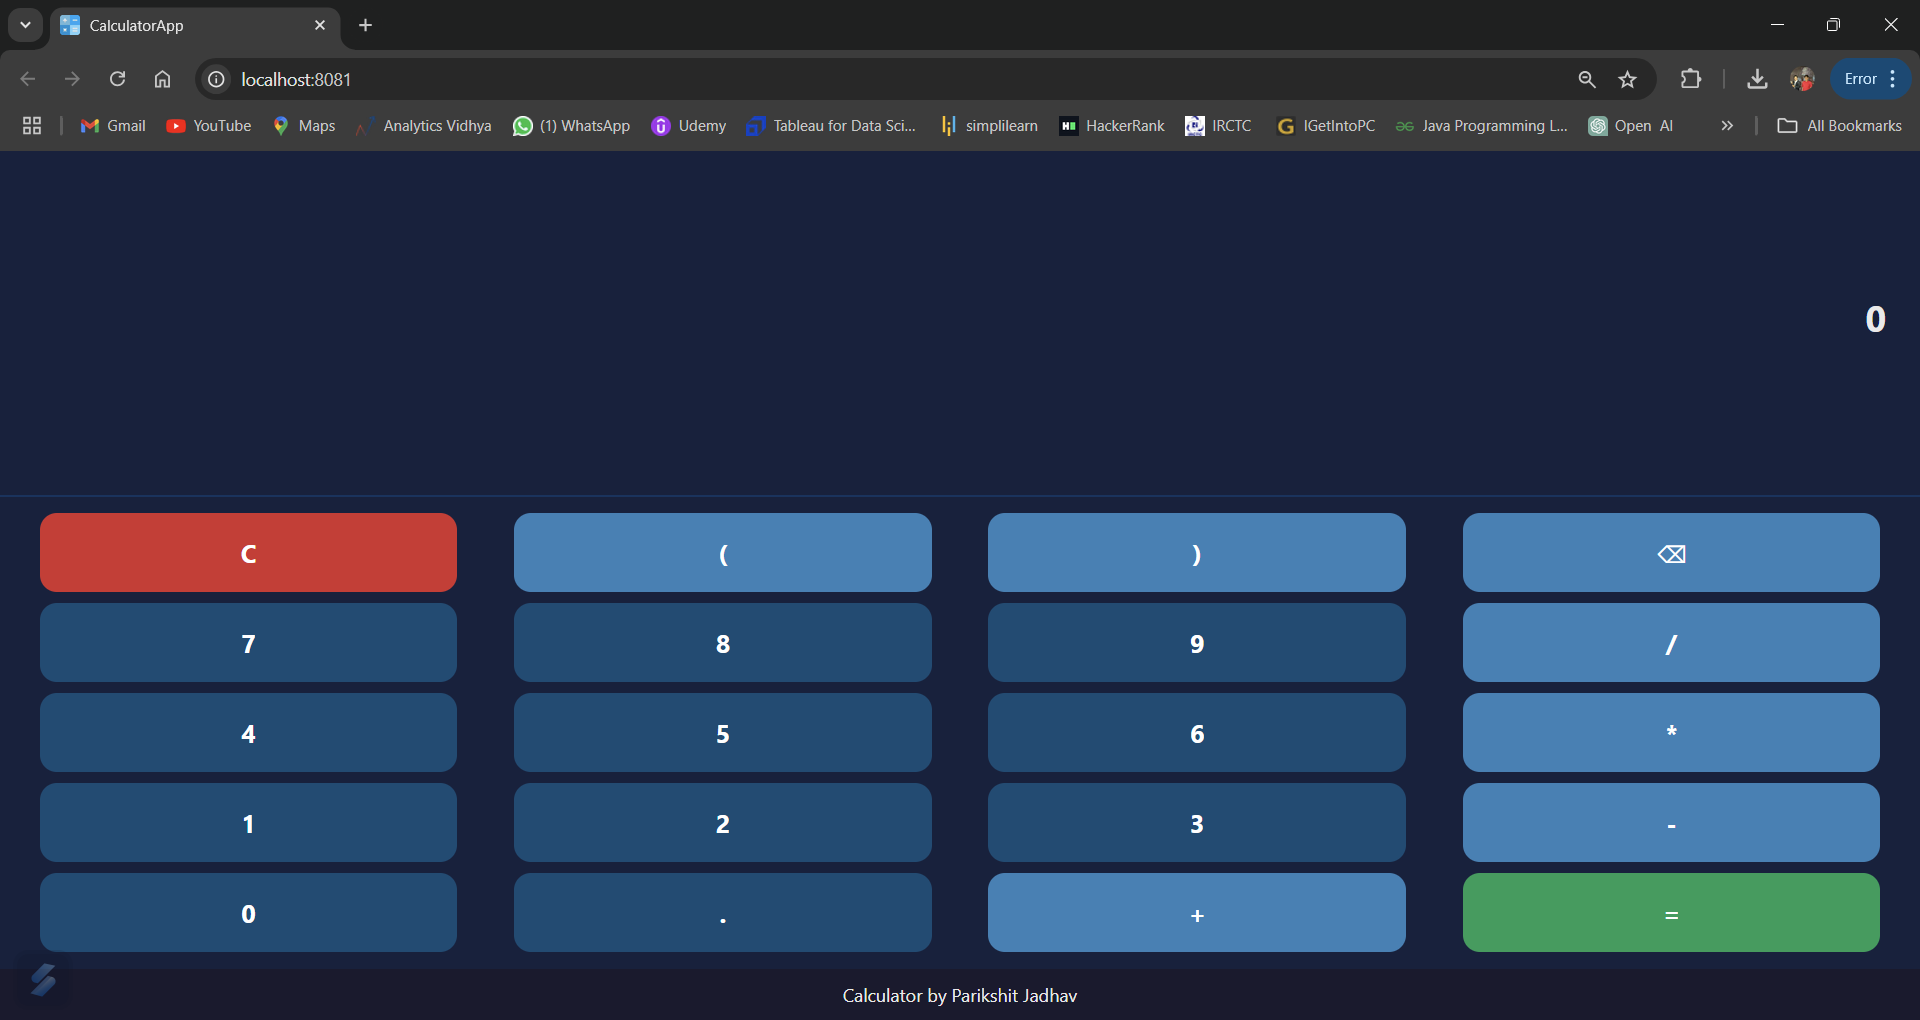 CalculatorApp
localhost:8081
Error
Gmail YouTube Maps Analytics Vidhya (1) WhatsApp Udemy Tableau for Data Sci... simplilearn HackerRank IRCTC IGetIntoPC Java Programming L... Open AI All Bookmarks
0
C ( ) ⌫
7 8 9 /
4 5 6 *
1 2 3 -
0 . + =
Calculator by Parikshit Jadhav